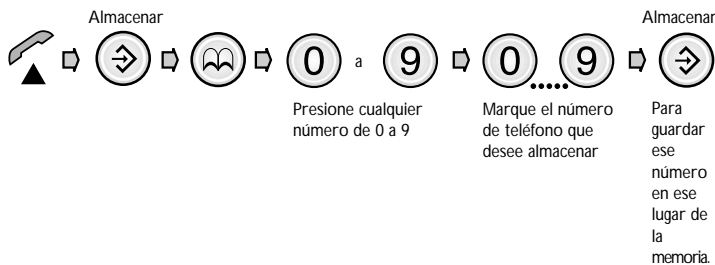 Almacenar
Almacenar
0 a 9
0.....9
Presione cualquier
número de 0 a 9
Marque el número
de teléfono que
desee almacenar
Para
guardar
ese
número
en ese
lugar de
la
memoria.